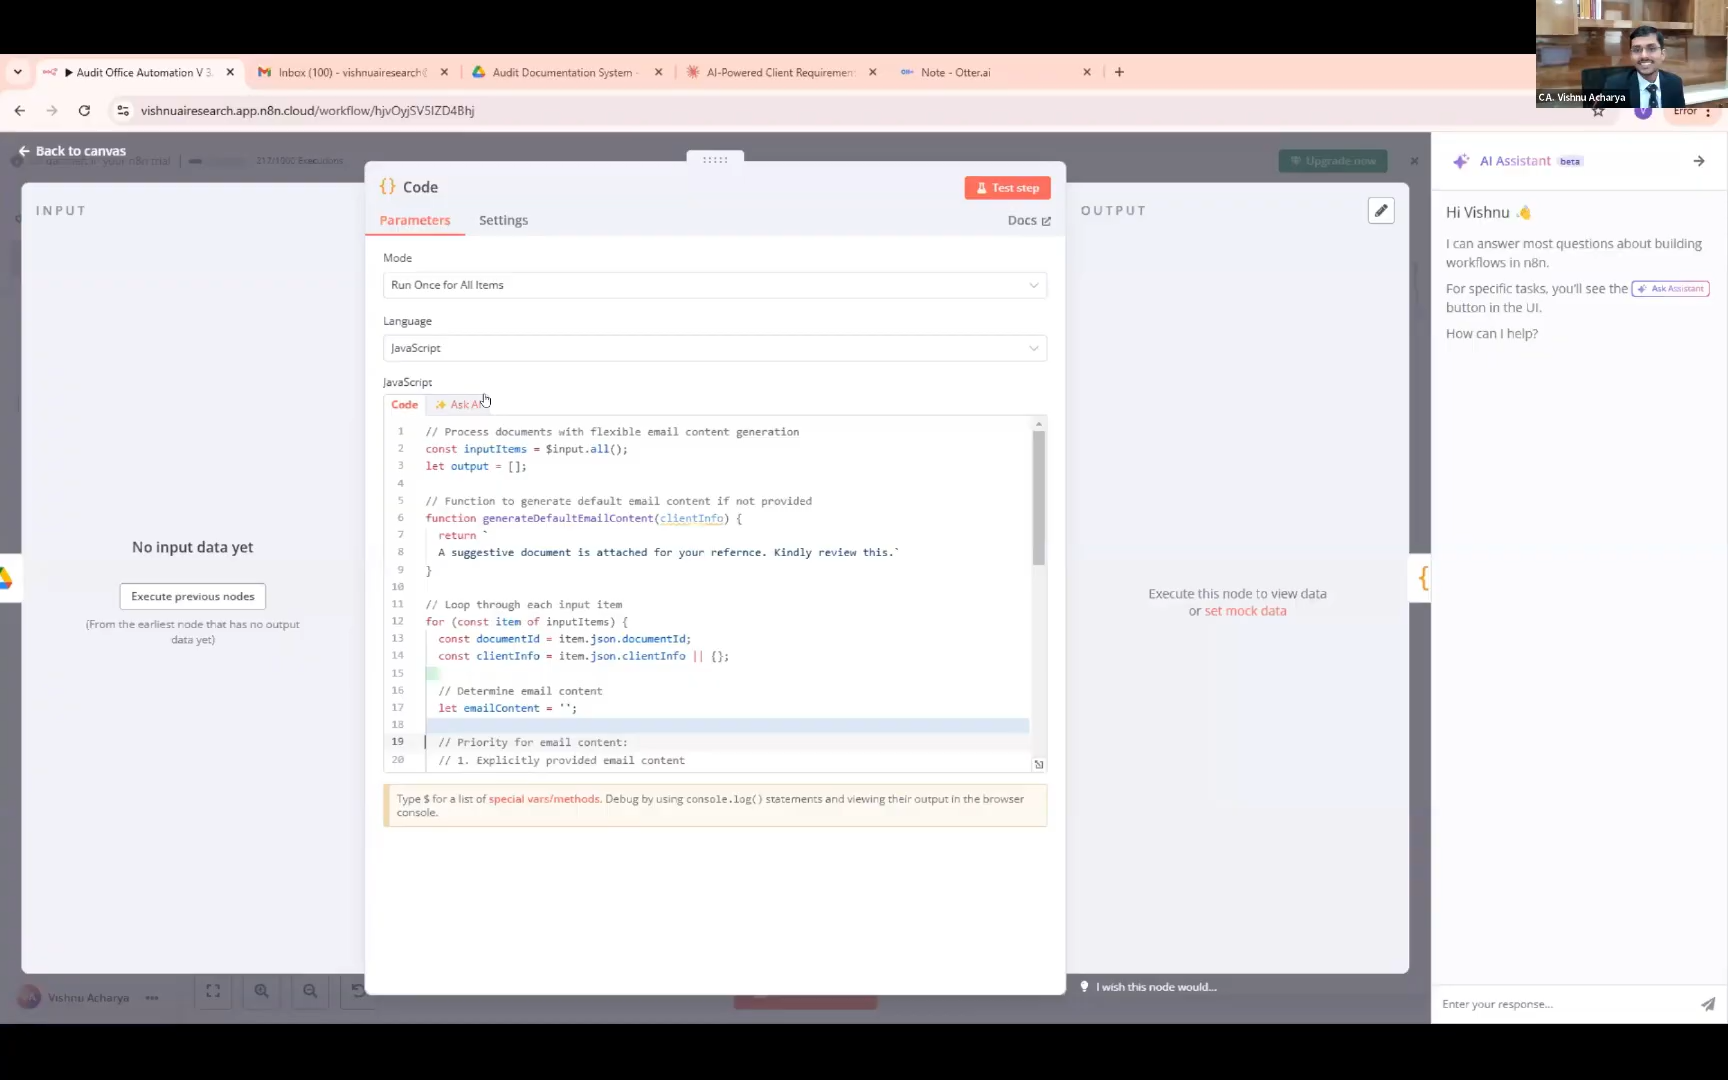 Audit Office Automation V 3.
Inbox (100) - vishnuairesearch@
Audit Documentation System -
AI-Powered Client Requirement
Note - Otter.ai
CA. Vishnu Acharya
vishnuairesearch.app.n8n.cloud/workflow/hjvOyjSV5IZD4Bhj
Error
Back to canvas
in your n8n trial
217/1000 Executions
Upgrade now
INPUT
No input data yet
Execute previous nodes
(From the earliest node that has no output
data yet)
{} Code
Test step
Parameters
Settings
Docs
Mode
Run Once for All Items
Language
JavaScript
JavaScript
Code
Ask AI
1 // Process documents with flexible email content generation
2 const inputItems = $input.all();
3 let output = [];
4
5 // Function to generate default email content if not provided
6 function generateDefaultEmailContent(clientInfo) {
7 return `
8 A suggestive document is attached for your refernce. Kindly review this.`
9 }
10
11 // Loop through each input item
12 for (const item of inputItems) {
13 const documentId = item.json.documentId;
14 const clientInfo = item.json.clientInfo || {};
15
16 // Determine email content
17 let emailContent = '';
18
19 // Priority for email content:
20 // 1. Explicitly provided email content
Type $ for a list of special vars/methods. Debug by using console.log() statements and viewing their output in the browser
console.
OUTPUT
Execute this node to view data
or set mock data
I wish this node would...
Vishnu Acharya
AI Assistant beta
Hi Vishnu 👋
I can answer most questions about building
workflows in n8n.
For specific tasks, you'll see the Ask Assistant
button in the UI.
How can I help?
Enter your response...